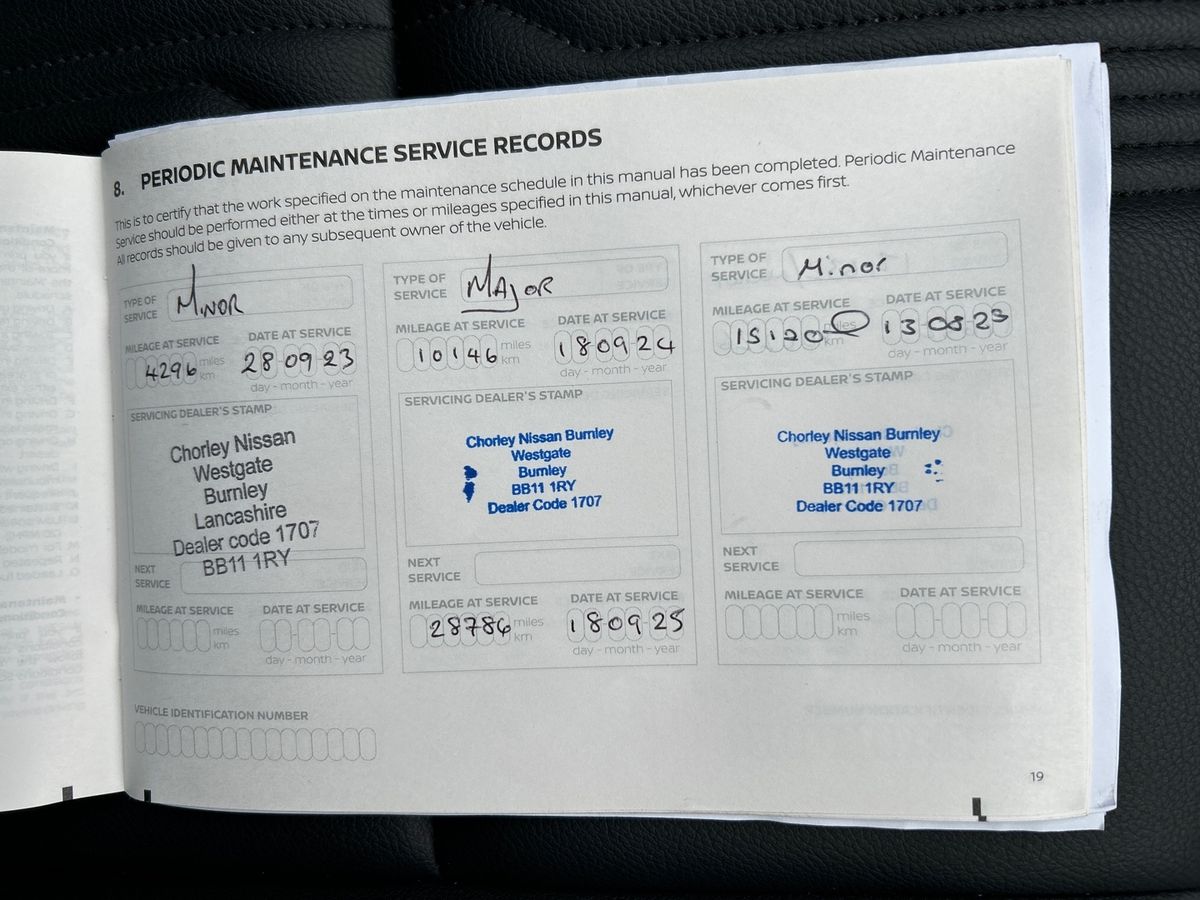 8. PERIODIC MAINTENANCE SERVICE RECORDS
This is to certify that the work specified on the maintenance schedule in this manual has been completed. Periodic Maintenance
Service should be performed either at the times or mileages specified in this manual, whichever comes first.
All records should be given to any subsequent owner of the vehicle.
TYPE OF
SERVICE
MINOR
MILEAGE AT SERVICE
DATE AT SERVICE
4296
miles
km
28 09 23
day - month - year
SERVICING DEALER'S STAMP
Chorley Nissan
Westgate
Burnley
Lancashire
Dealer code 1707
BB11 1RY
NEXT
SERVICE
MILEAGE AT SERVICE
DATE AT SERVICE
miles
km
day - month - year
TYPE OF
SERVICE
MAJOR
MILEAGE AT SERVICE
DATE AT SERVICE
10146
miles
km
18 09 24
day - month - year
SERVICING DEALER'S STAMP
Chorley Nissan Burnley
Westgate
Burnley
BB11 1RY
Dealer Code 1707
NEXT
SERVICE
MILEAGE AT SERVICE
DATE AT SERVICE
28786
miles
km
18 09 25
day - month - year
TYPE OF
SERVICE
Minor
MILEAGE AT SERVICE
DATE AT SERVICE
15120
miles
km
13 08 25
day - month - year
SERVICING DEALER'S STAMP
Chorley Nissan Burnley
Westgate
Burnley
BB11 1RY
Dealer Code 1707
NEXT
SERVICE
MILEAGE AT SERVICE
DATE AT SERVICE
miles
km
day - month - year
VEHICLE IDENTIFICATION NUMBER
19